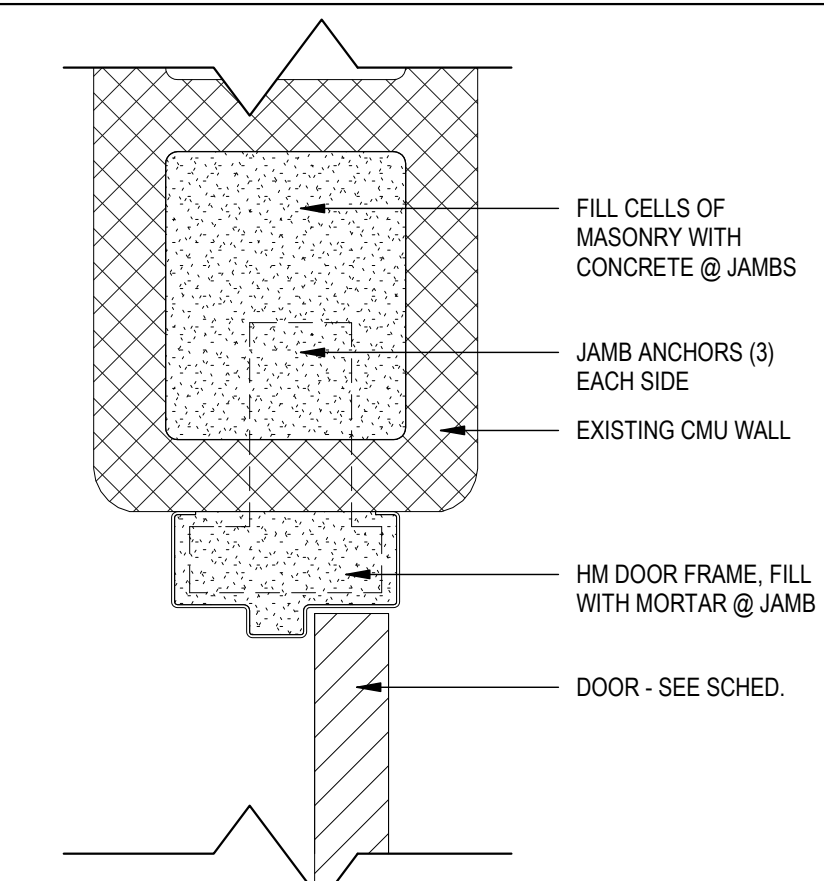 FILL CELLS OF
MASONRY WITH
CONCRETE @ JAMBS
JAMB ANCHORS (3)
EACH SIDE
EXISTING CMU WALL
HM DOOR FRAME, FILL
WITH MORTAR @ JAMB
DOOR - SEE SCHED.